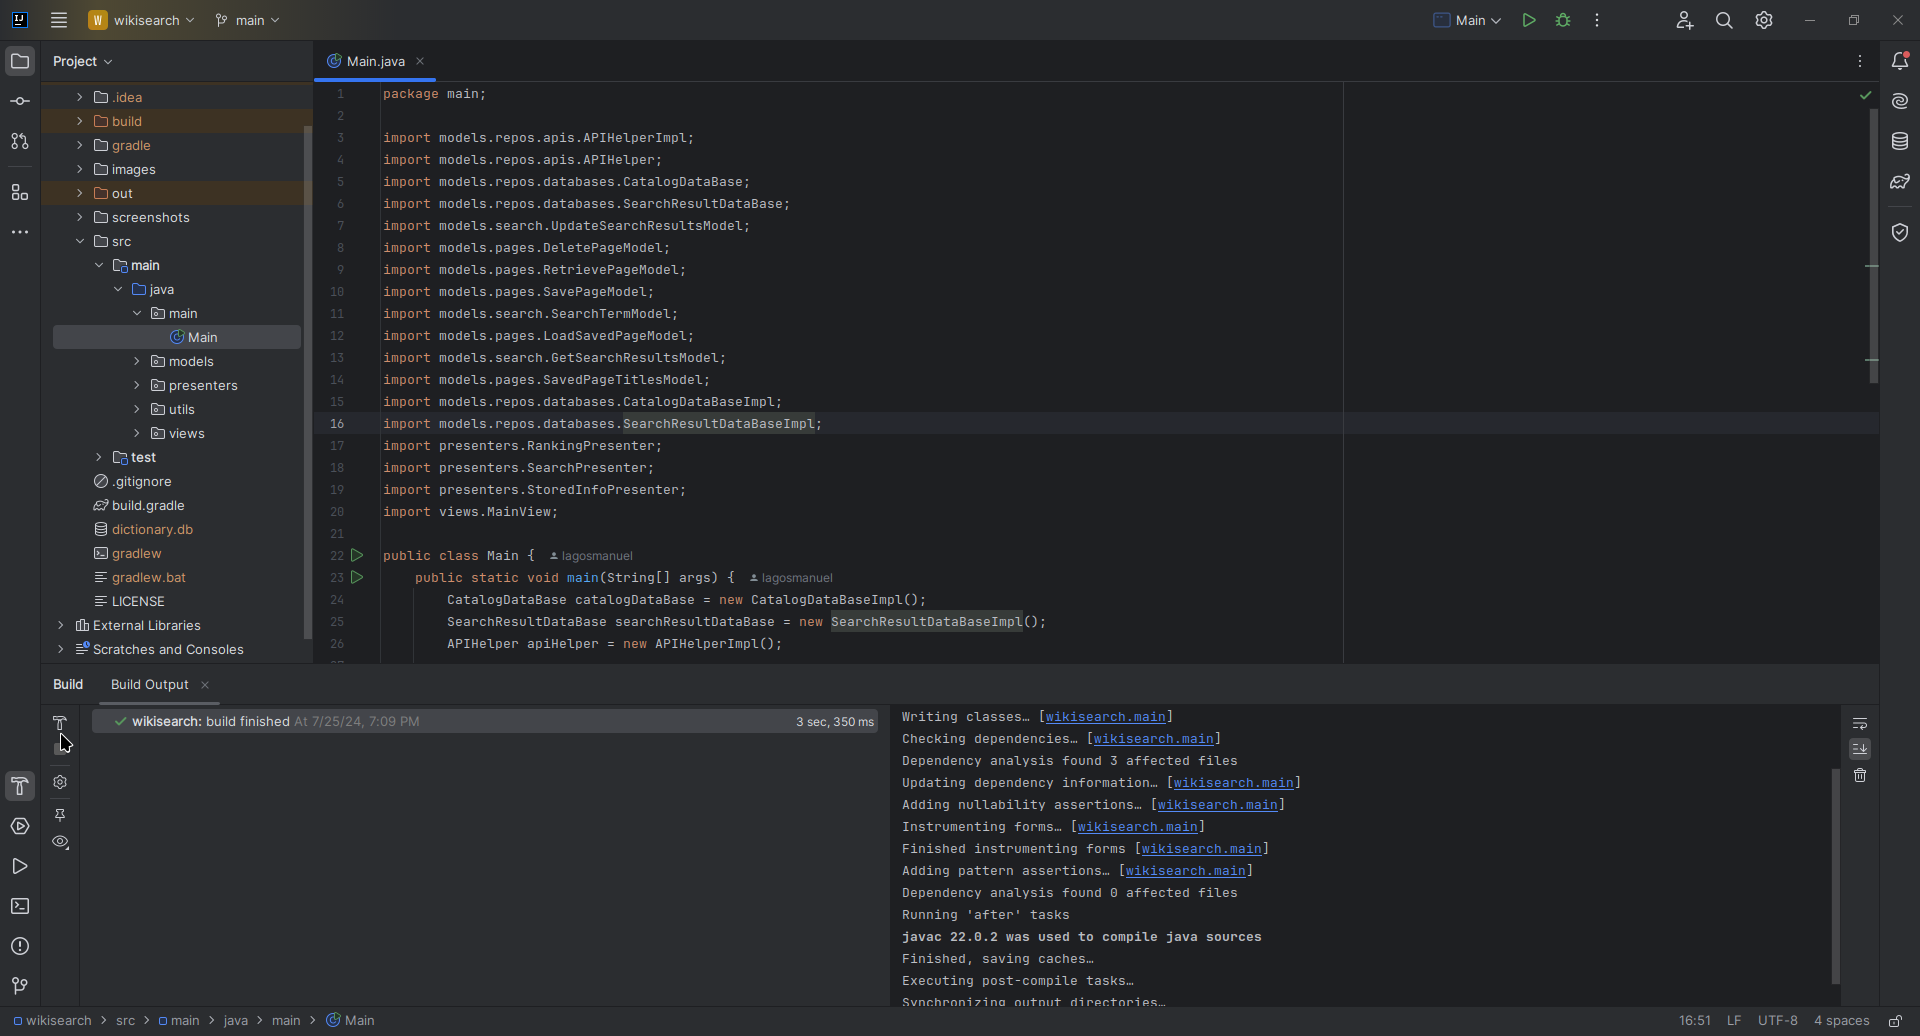 W wikisearch main Main
Project
Main.java
.idea
build
gradle
images
out
screenshots
src
main
java
main
Main
models
presenters
utils
views
test
.gitignore
build.gradle
dictionary.db
gradlew
gradlew.bat
LICENSE
External Libraries
Scratches and Consoles
1 package main;
2
3 import models.repos.apis.APIHelperImpl;
4 import models.repos.apis.APIHelper;
5 import models.repos.databases.CatalogDataBase;
6 import models.repos.databases.SearchResultDataBase;
7 import models.search.UpdateSearchResultsModel;
8 import models.pages.DeletePageModel;
9 import models.pages.RetrievePageModel;
10 import models.pages.SavePageModel;
11 import models.search.SearchTermModel;
12 import models.pages.LoadSavedPageModel;
13 import models.search.GetSearchResultsModel;
14 import models.pages.SavedPageTitlesModel;
15 import models.repos.databases.CatalogDataBaseImpl;
16 import models.repos.databases.SearchResultDataBaseImpl;
17 import presenters.RankingPresenter;
18 import presenters.SearchPresenter;
19 import presenters.StoredInfoPresenter;
20 import views.MainView;
21
22 public class Main { lagosmanuel
23 public static void main(String[] args) { lagosmanuel
24 CatalogDataBase catalogDataBase = new CatalogDataBaseImpl();
25 SearchResultDataBase searchResultDataBase = new SearchResultDataBaseImpl();
26 APIHelper apiHelper = new APIHelperImpl();
Build Build Output
wikisearch: build finished At 7/25/24, 7:09 PM 3 sec, 350 ms
Writing classes… [wikisearch.main]
Checking dependencies… [wikisearch.main]
Dependency analysis found 3 affected files
Updating dependency information… [wikisearch.main]
Adding nullability assertions… [wikisearch.main]
Instrumenting forms… [wikisearch.main]
Finished instrumenting forms [wikisearch.main]
Adding pattern assertions… [wikisearch.main]
Dependency analysis found 0 affected files
Running 'after' tasks
javac 22.0.2 was used to compile java sources
Finished, saving caches…
Executing post-compile tasks…
Synchronizing output directories…
wikisearch > src > main > java > main > Main 16:51 LF UTF-8 4 spaces